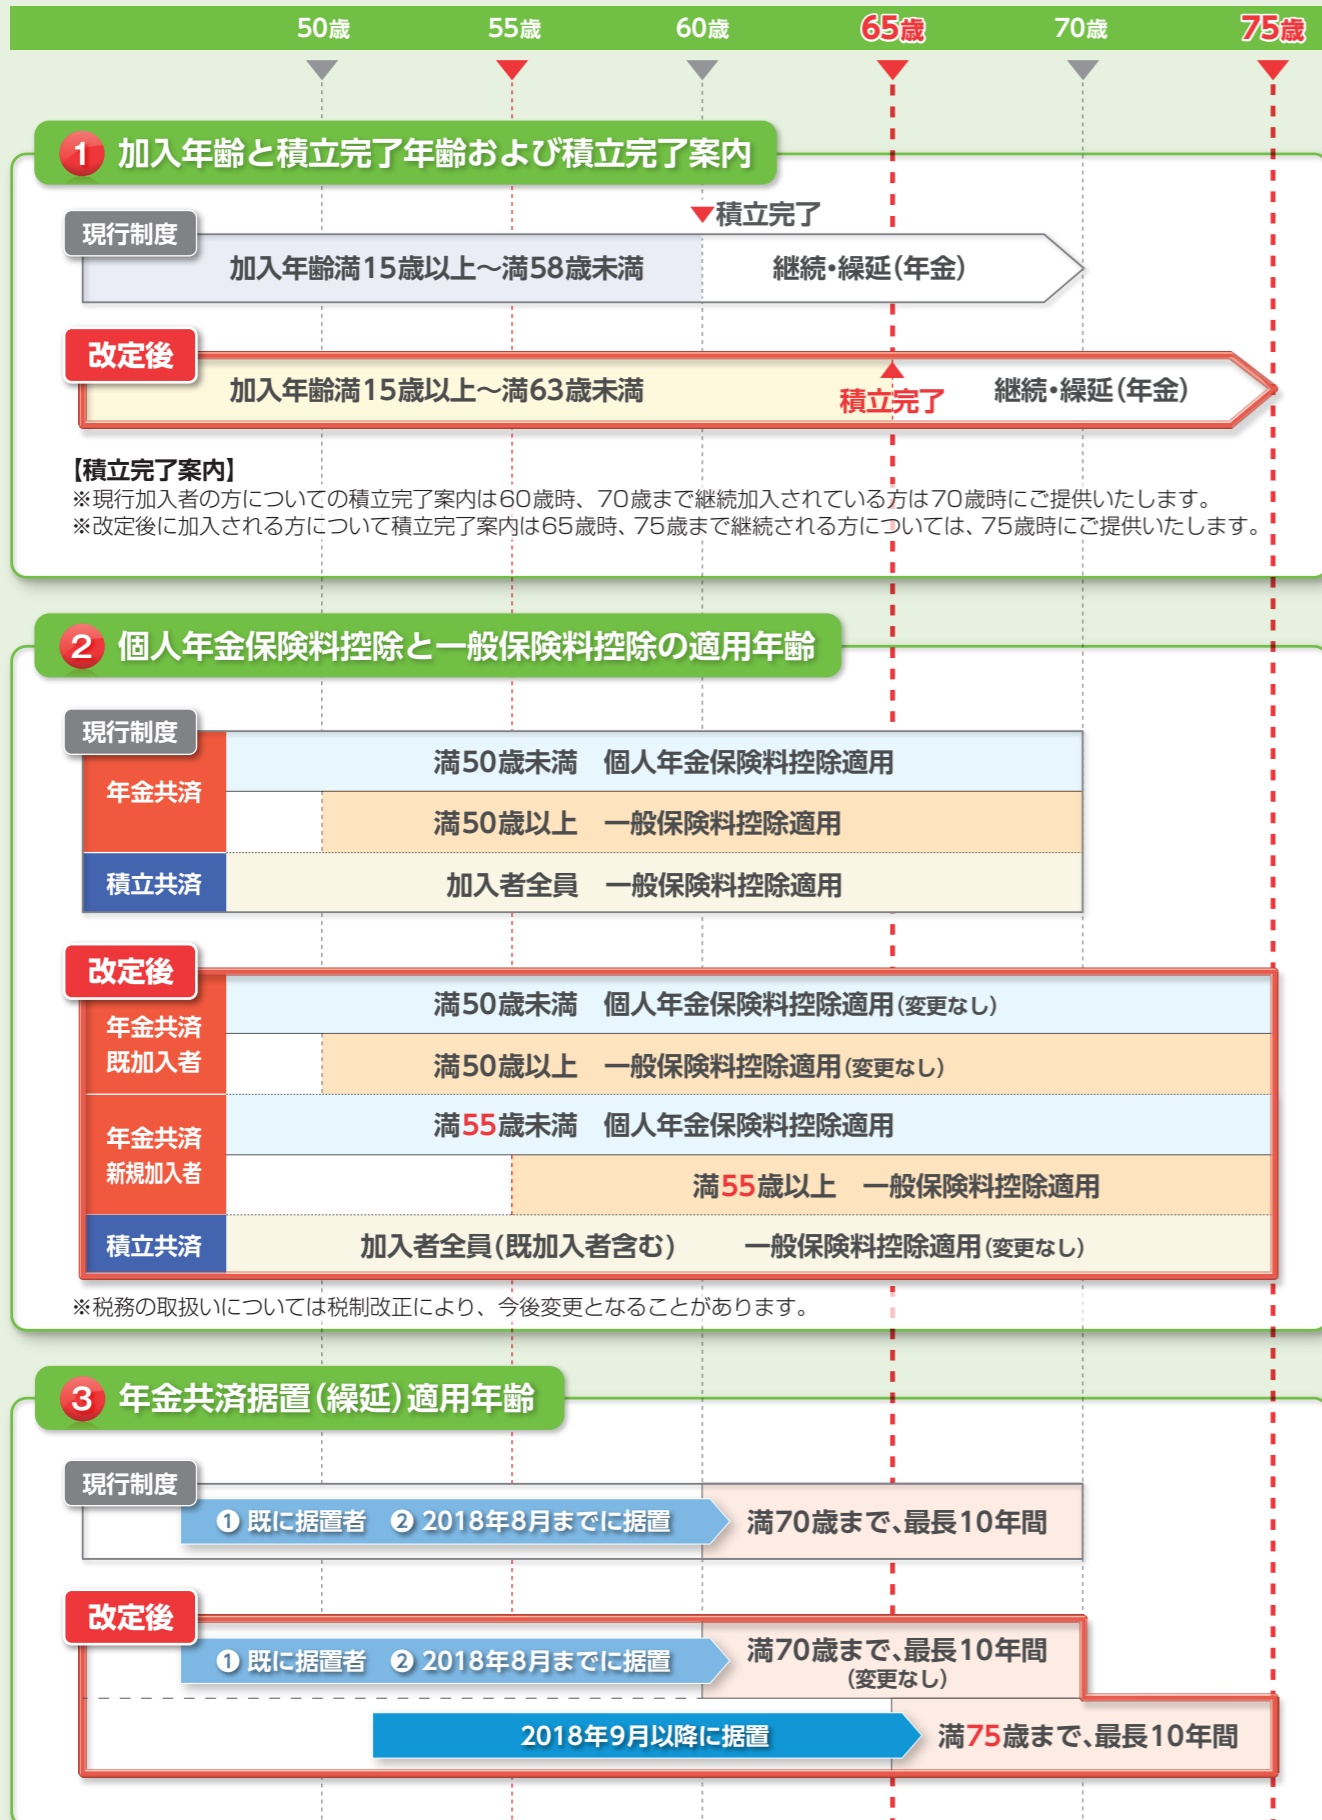 50歳 55歳 60歳 65歳 70歳 75歳
1 加入年齢と積立完了年齢および積立完了案内
現行制度
▼積立完了
加入年齢満15歳以上〜満58歳未満 継続・繰延(年金)
改定後
加入年齢満15歳以上〜満63歳未満 積立完了 継続・繰延(年金)
【積立完了案内】
※現行加入者の方についての積立完了案内は60歳時、70歳まで継続加入されている方は70歳時にご提供いたします。
※改定後に加入される方について積立完了案内は65歳時、75歳まで継続される方については、75歳時にご提供いたします。
2 個人年金保険料控除と一般保険料控除の適用年齢
現行制度
年金共済
満50歳未満 個人年金保険料控除適用
満50歳以上 一般保険料控除適用
積立共済 加入者全員 一般保険料控除適用
改定後
年金共済
既加入者
満50歳未満 個人年金保険料控除適用(変更なし)
満50歳以上 一般保険料控除適用(変更なし)
年金共済
新規加入者
満55歳未満 個人年金保険料控除適用
満55歳以上 一般保険料控除適用
積立共済 加入者全員(既加入者含む) 一般保険料控除適用(変更なし)
※税務の取扱いについては税制改正により、今後変更となることがあります。
3 年金共済据置(繰延)適用年齢
現行制度
❶ 既に据置者 ❷ 2018年8月までに据置 満70歳まで、最長10年間
改定後
❶ 既に据置者 ❷ 2018年8月までに据置 満70歳まで、最長10年間
(変更なし)
2018年9月以降に据置 満75歳まで、最長10年間